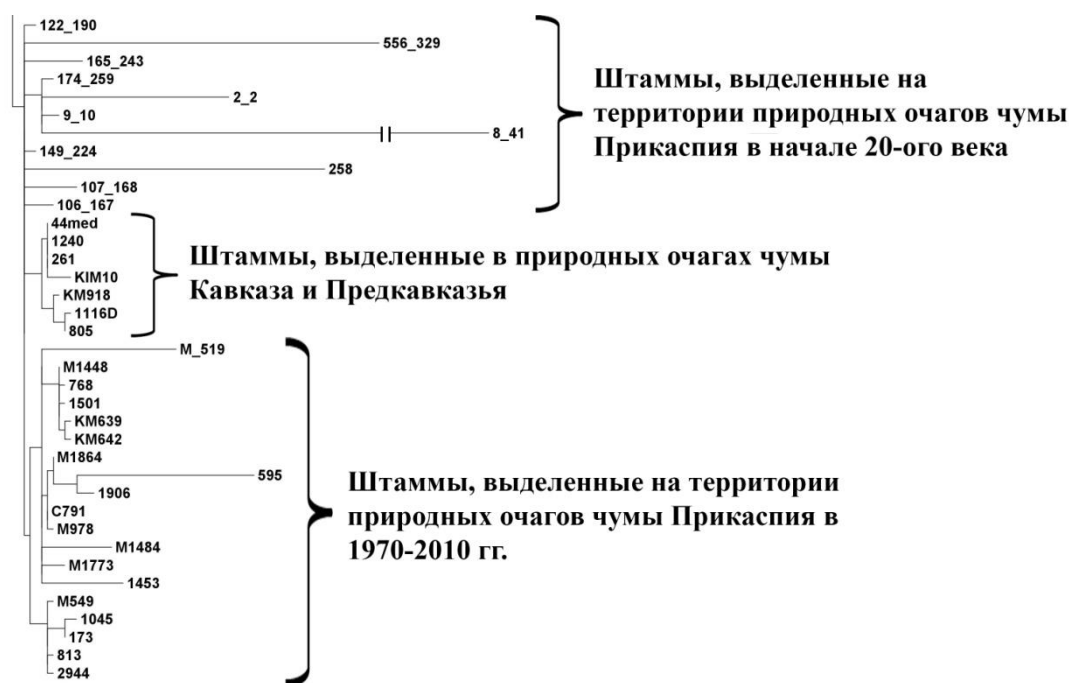 122_190
556_329
165_243
174_259
2_2
9_10
8_41
149_224
258
107_168
106_167
Штаммы, выделенные на
территории природных очагов чумы
Прикаспия в начале 20-ого века
44med
1240
261
KIM10
KM918
1116D
805
Штаммы, выделенные в природных очагах чумы
Кавказа и Предкавказья
M_519
M1448
768
1501
KM639
KM642
M1864
595
1906
C791
M978
M1484
M1773
1453
M549
1045
173
813
2944
Штаммы, выделенные на территории
природных очагов чумы Прикаспия в
1970-2010 гг.